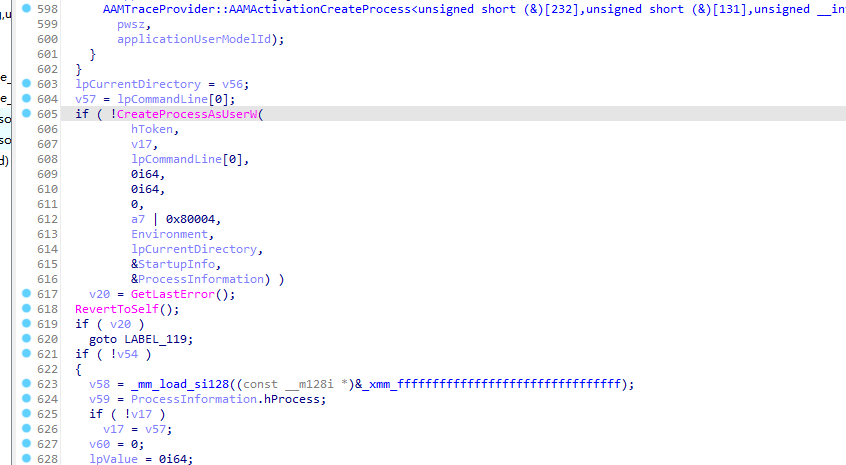 ,u
e_
e_
so
so
d)
598 AAMTraceProvider::AAMActivationCreateProcess<unsigned short (&)[232],unsigned short (&)[131],unsigned __in
599 pwsz,
600 applicationUserModelId);
601 }
602 }
603 lpCurrentDirectory = v56;
604 v57 = lpCommandLine[0];
605 if ( !CreateProcessAsUserW(
606 hToken,
607 v17,
608 lpCommandLine[0],
609 0i64,
610 0i64,
611 0,
612 a7 | 0x80004,
613 Environment,
614 lpCurrentDirectory,
615 &StartupInfo,
616 &ProcessInformation) )
617 v20 = GetLastError();
618 RevertToSelf();
619 if ( v20 )
620 goto LABEL_119;
621 if ( !v54 )
622 {
623 v58 = _mm_load_si128((const __m128i *)&_xmm_ffffffffffffffffffffffffffffffff);
624 v59 = ProcessInformation.hProcess;
625 if ( !v17 )
626 v17 = v57;
627 v60 = 0;
628 lpValue = 0i64;